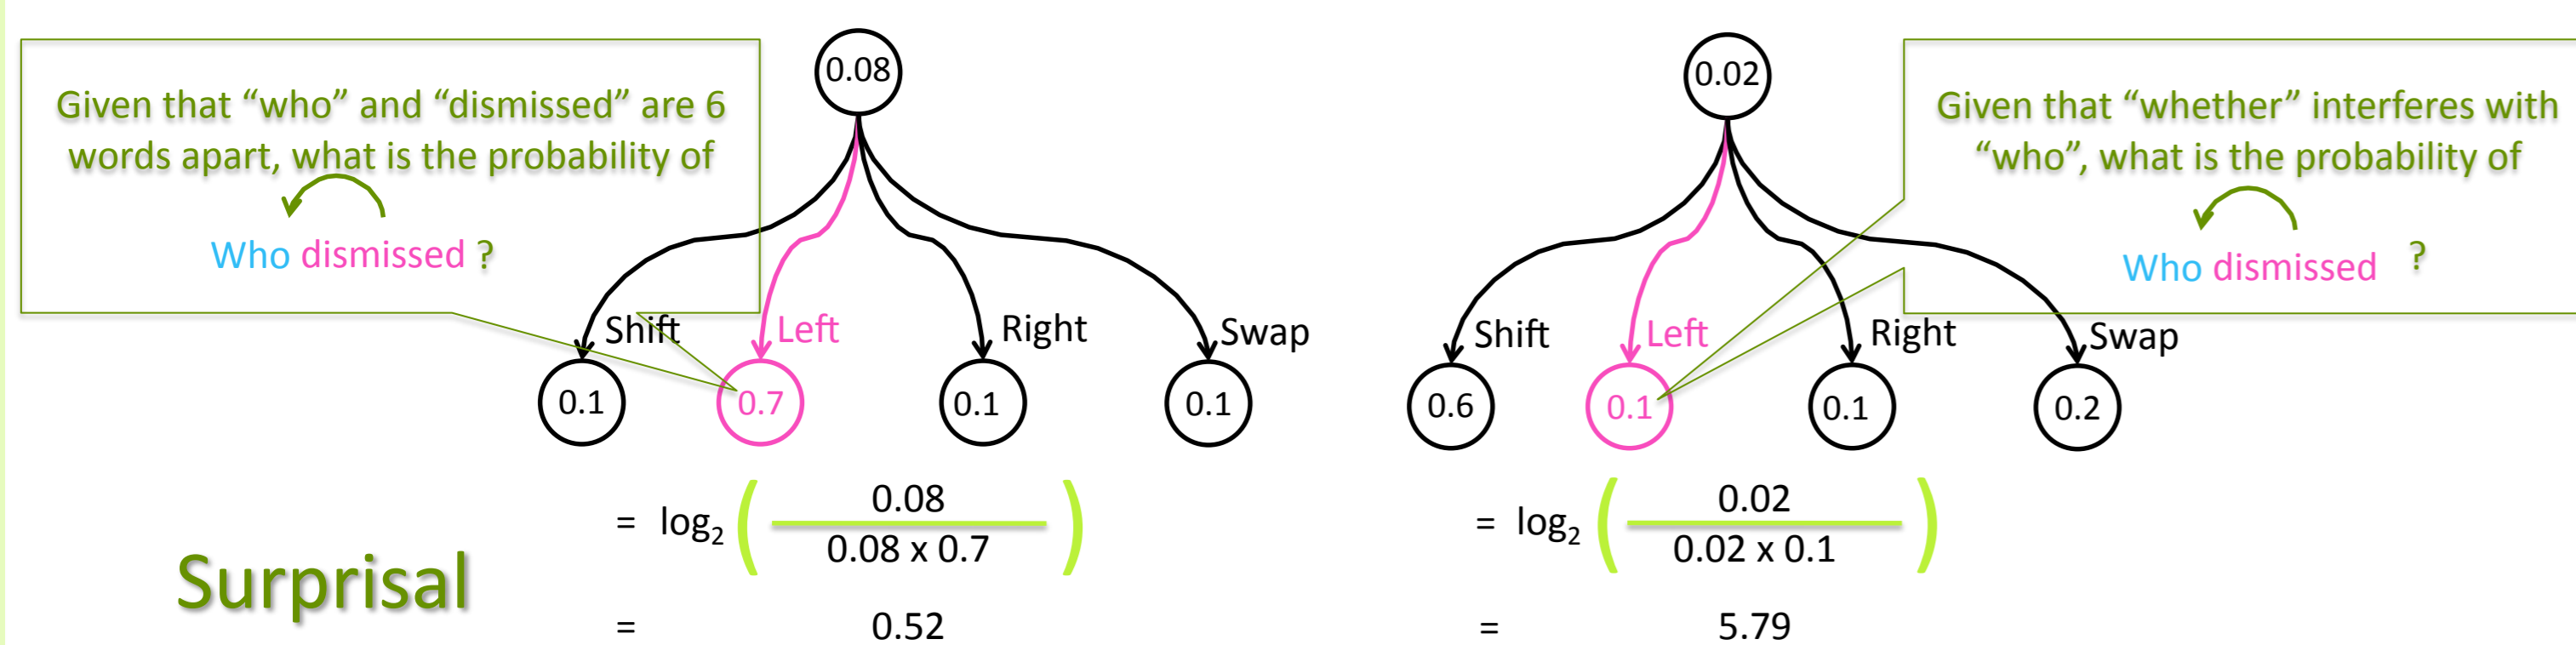 Given that “who” and “dismissed” are 6
words apart, what is the probability of
Who dismissed ?
0.08
Shift
Left
Right
Swap
0.1
0.7
0.1
0.1
= log₂ ( 0.08
0.08 x 0.7 )
= 0.52
Surprisal
0.02
Given that “whether” interferes with
“who”, what is the probability of
Who dismissed ?
Shift
Left
Right
Swap
0.6
0.1
0.1
0.2
= log₂ ( 0.02
0.02 x 0.1 )
= 5.79